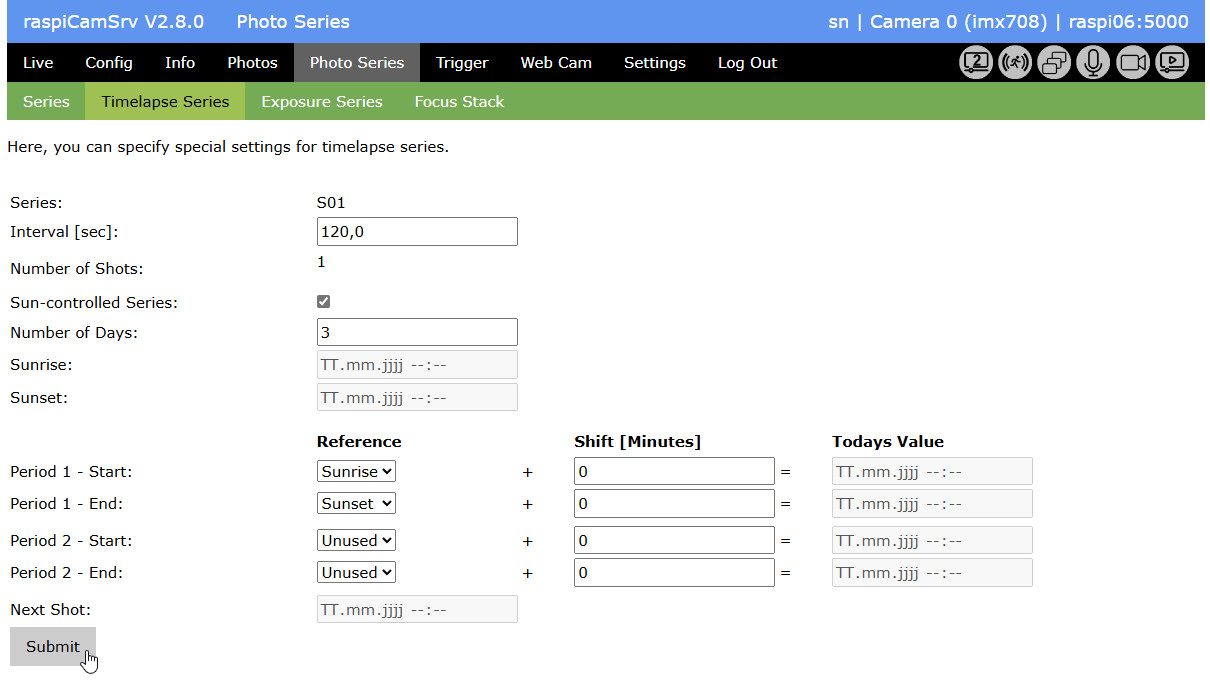 raspiCamSrv V2.8.0 Photo Series sn | Camera 0 (imx708) | raspi06:5000
Live Config Info Photos Photo Series Trigger Web Cam Settings Log Out 2
Series Timelapse Series Exposure Series Focus Stack
Here, you can specify special settings for timelapse series.
Series: S01
Interval [sec]: 120,0
Number of Shots: 1
Sun-controlled Series:
Number of Days: 3
Sunrise: TT.mm.jjjj --:--
Sunset: TT.mm.jjjj --:--
Reference Shift [Minutes] Todays Value
Period 1 - Start: Sunrise + 0 = TT.mm.jjjj --:--
Period 1 - End: Sunset + 0 = TT.mm.jjjj --:--
Period 2 - Start: Unused + 0 = TT.mm.jjjj --:--
Period 2 - End: Unused + 0 = TT.mm.jjjj --:--
Next Shot: TT.mm.jjjj --:--
Submit